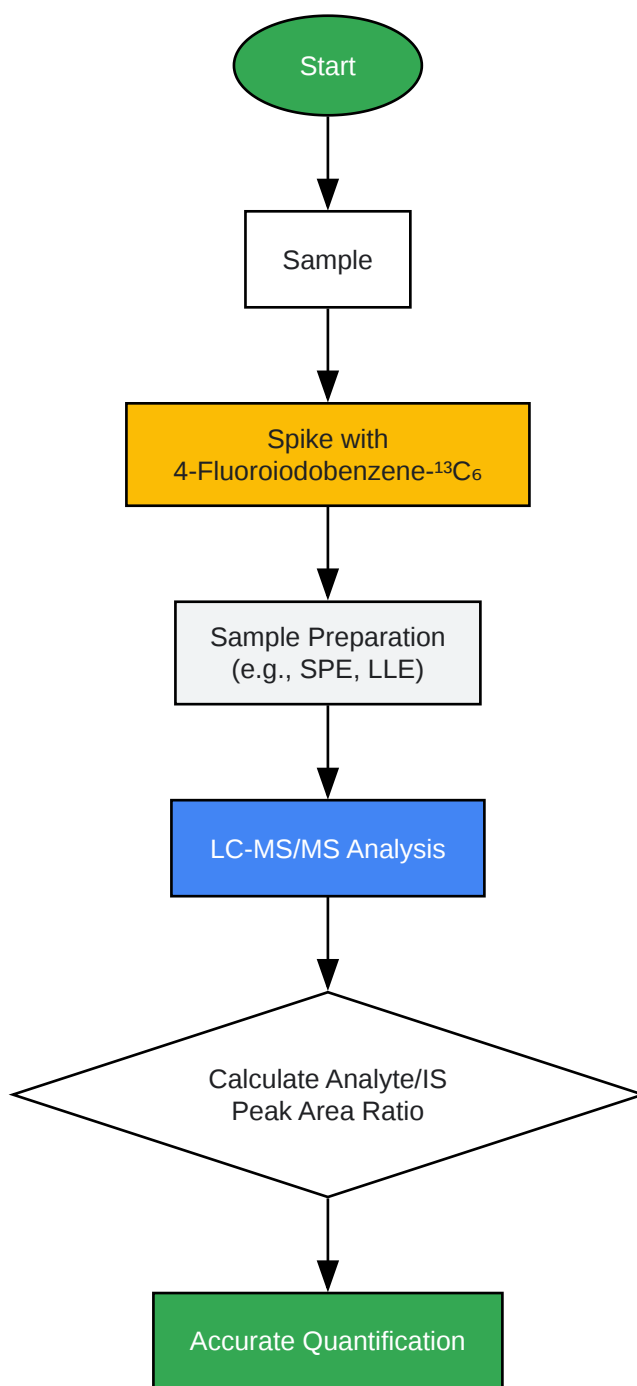 Start
Sample
Spike with
4-Fluoroiodobenzene-¹³C₆
Sample Preparation
(e.g., SPE, LLE)
LC-MS/MS Analysis
Calculate Analyte/IS
Peak Area Ratio
Accurate Quantification